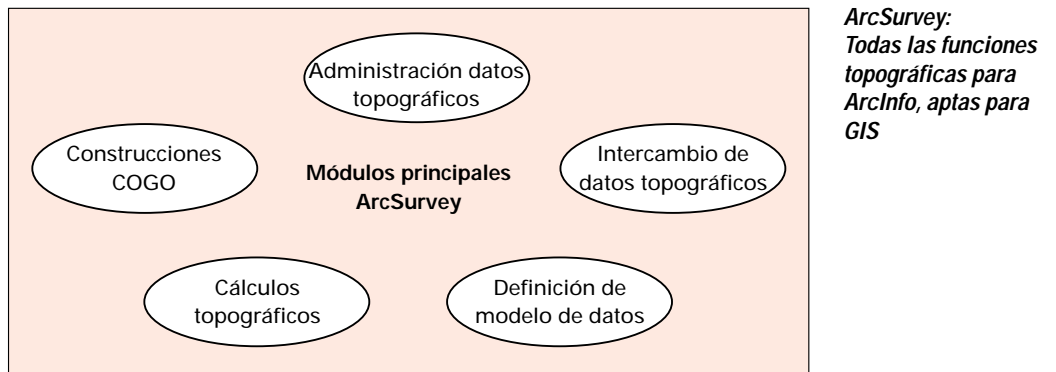 Administración datos
topográficos
Construcciones
COGO
Módulos principales
ArcSurvey
Intercambio de
datos topográficos
Cálculos
topográficos
Definición de
modelo de datos
ArcSurvey:
Todas las funciones
topográficas para
ArcInfo, aptas para
GIS